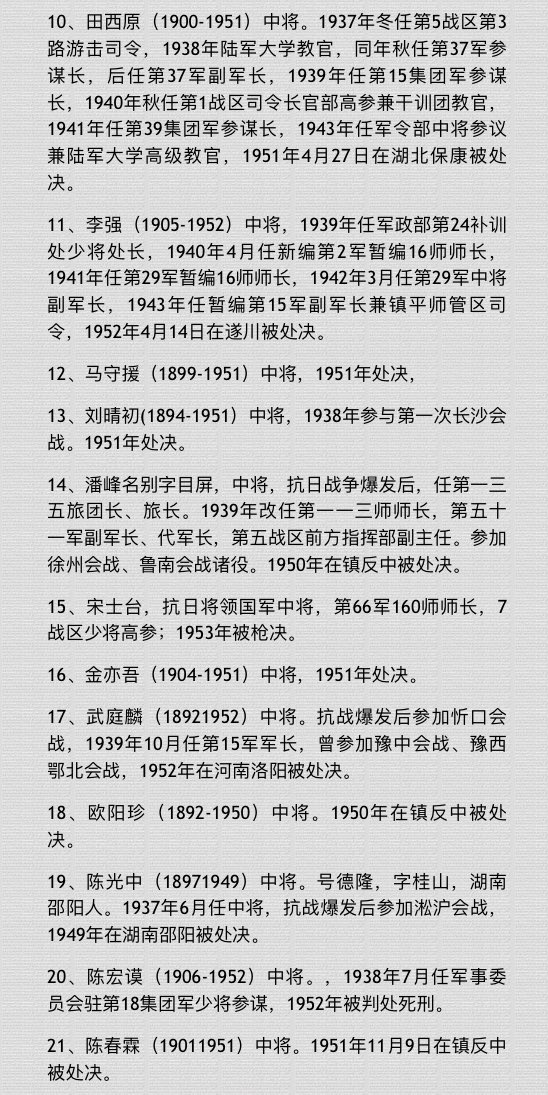 10、田西原（1900-1951）中将。1937年冬任第5战区第3
路游击司令，1938年陆军大学教官，同年秋任第37军参
谋长，后任第37军副军长，1939年任第15集团军参谋
长，1940年秋任第1战区司令长官部高参兼干训团教官，
1941年任第39集团军参谋长，1943年任军令部中将参议
兼陆军大学高级教官，1951年4月27日在湖北保康被处
决。
11、李强（1905-1952）中将，1939年任军政部第24补训
处少将处长，1940年4月任新编第2军暂编16师师长，
1941年任第29军暂编16师师长，1942年3月任第29军中将
副军长，1943年任暂编第15军副军长兼镇平师管区司
令，1952年4月14日在遂川被处决。
12、马守援（1899-1951）中将，1951年处决，
13、刘晴初(1894-1951）中将，1938年参与第一次长沙会
战。1951年处决。
14、潘峰名别字目屏，中将，抗日战争爆发后，任第一三
五旅团长、旅长。1939年改任第一一三师师长，第五十
一军副军长、代军长，第五战区前方指挥部副主任。参加
徐州会战、鲁南会战诸役。1950年在镇反中被处决。
15、宋士台，抗日将领国军中将，第66军160师师长，7
战区少将高参；1953年被枪决。
16、金亦吾（1904-1951）中将，1951年处决。
17、武庭麟（18921952）中将。抗战爆发后参加忻口会
战，1939年10月任第15军军长，曾参加豫中会战、豫西
鄂北会战，1952年在河南洛阳被处决。
18、欧阳珍（1892-1950）中将。1950年在镇反中被处
决。
19、陈光中（18971949）中将。号德隆，字桂山，湖南
邵阳人。1937年6月任中将，抗战爆发后参加淞沪会战，
1949年在湖南邵阳被处决。
20、陈宏谟（1906-1952）中将。，1938年7月任军事委
员会驻第18集团军少将参谋，1952年被判处死刑。
21、陈春霖（19011951）中将。1951年11月9日在镇反中
被处决。